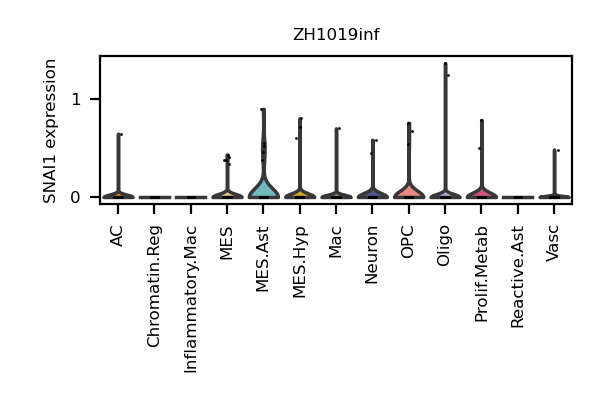 ZH1019inf
SNAI1 expression
1
0
AC
Chromatin.Reg
Inflammatory.Mac
MES
MES.Ast
MES.Hyp
Mac
Neuron
OPC
Oligo
Prolif.Metab
Reactive.Ast
Vasc